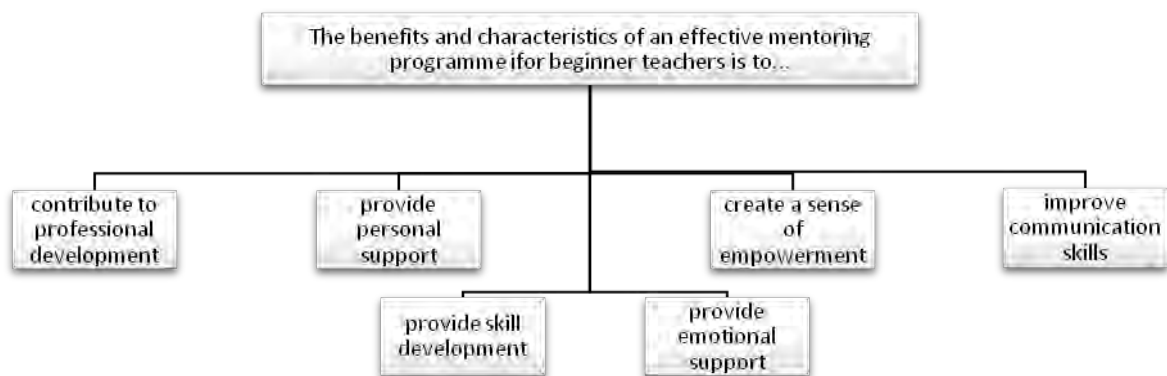 The benefits and characteristics of an effective mentoring
programme ifor beginner teachers is to...
contribute to
professional
development
provide
personal
support
create a sense
of
empowerment
improve
communication
skills
provide skill
development
provide
emotional
support